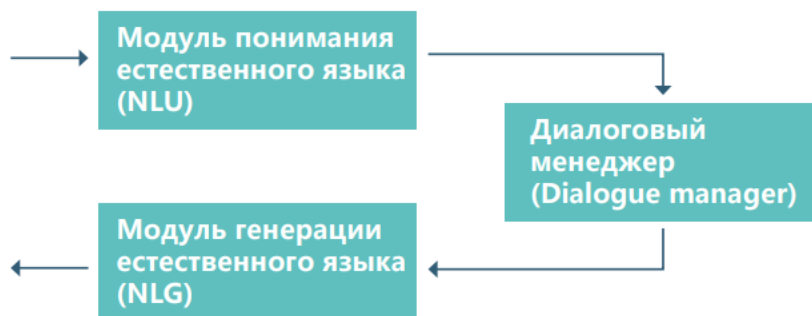 Модуль понимания
естественного языка
(NLU)
Диалоговый
менеджер
(Dialogue manager)
Модуль генерации
естественного языка
(NLG)